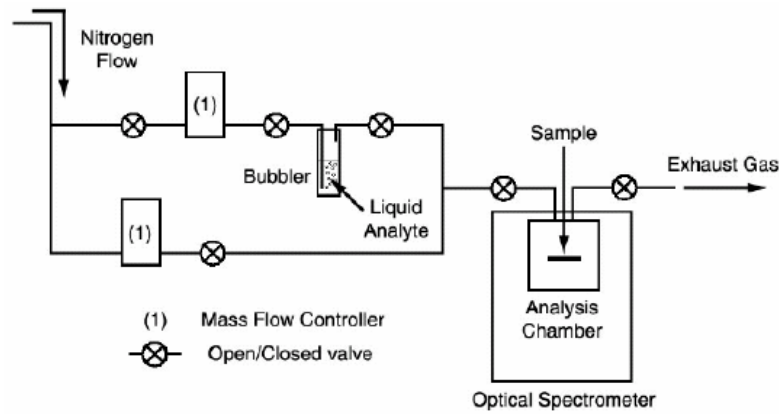 Nitrogen
Flow
(1)
Sample
Exhaust Gas
Bubbler
Liquid
Analyte
(1)
Analysis
Chamber
(1) Mass Flow Controller
Open/Closed valve
Optical Spectrometer